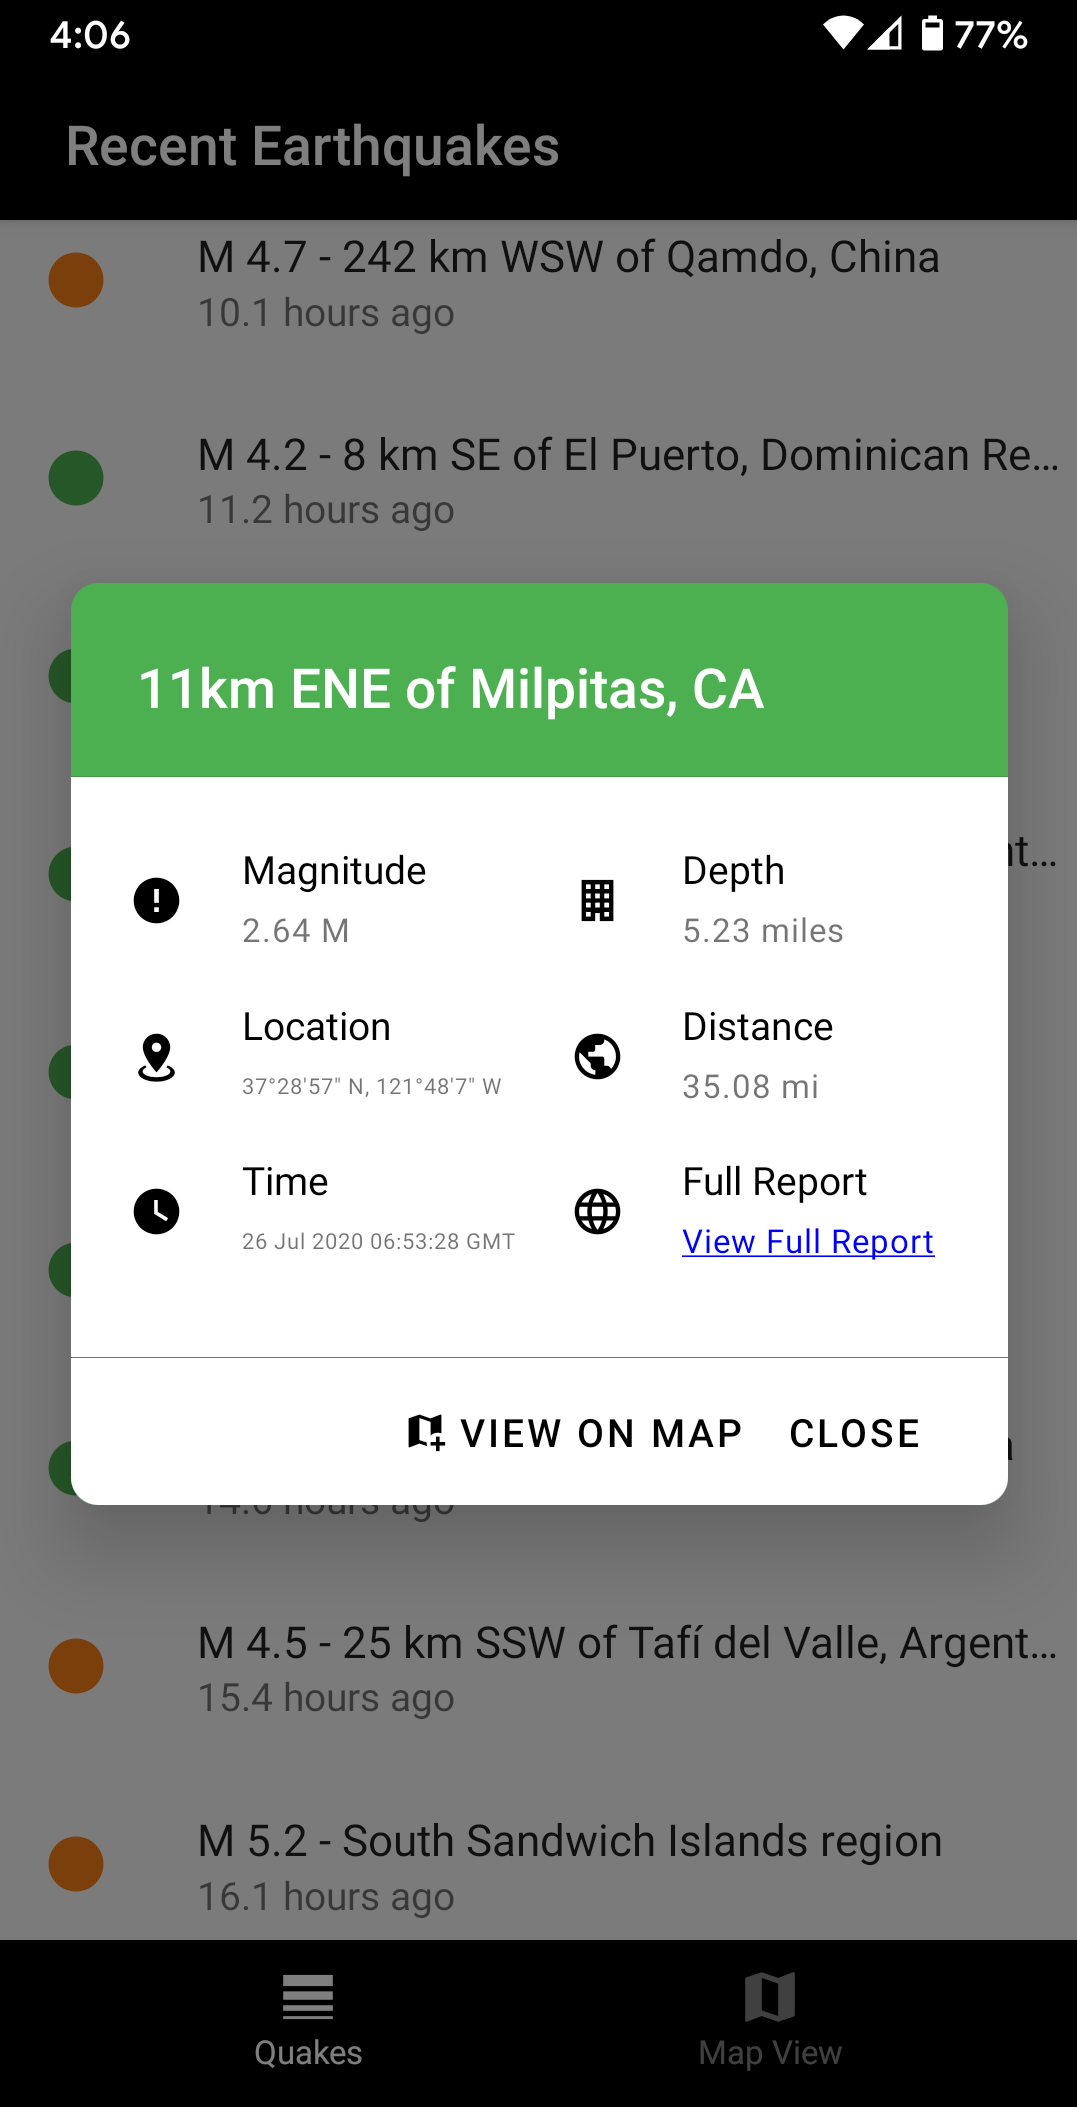 4:06
77%
Recent Earthquakes
M 4.7 - 242 km WSW of Qamdo, China
10.1 hours ago
M 4.2 - 8 km SE of El Puerto, Dominican Re...
11.2 hours ago
11km ENE of Milpitas, CA
nt...
Magnitude
2.64 M
Depth
5.23 miles
Location
37°28'57" N, 121°48'7" W
Distance
35.08 mi
Time
26 Jul 2020 06:53:28 GMT
Full Report
View Full Report
VIEW ON MAP
CLOSE
hours ago
M 4.5 - 25 km SSW of Tafí del Valle, Argent...
15.4 hours ago
M 5.2 - South Sandwich Islands region
16.1 hours ago
Quakes
Map View